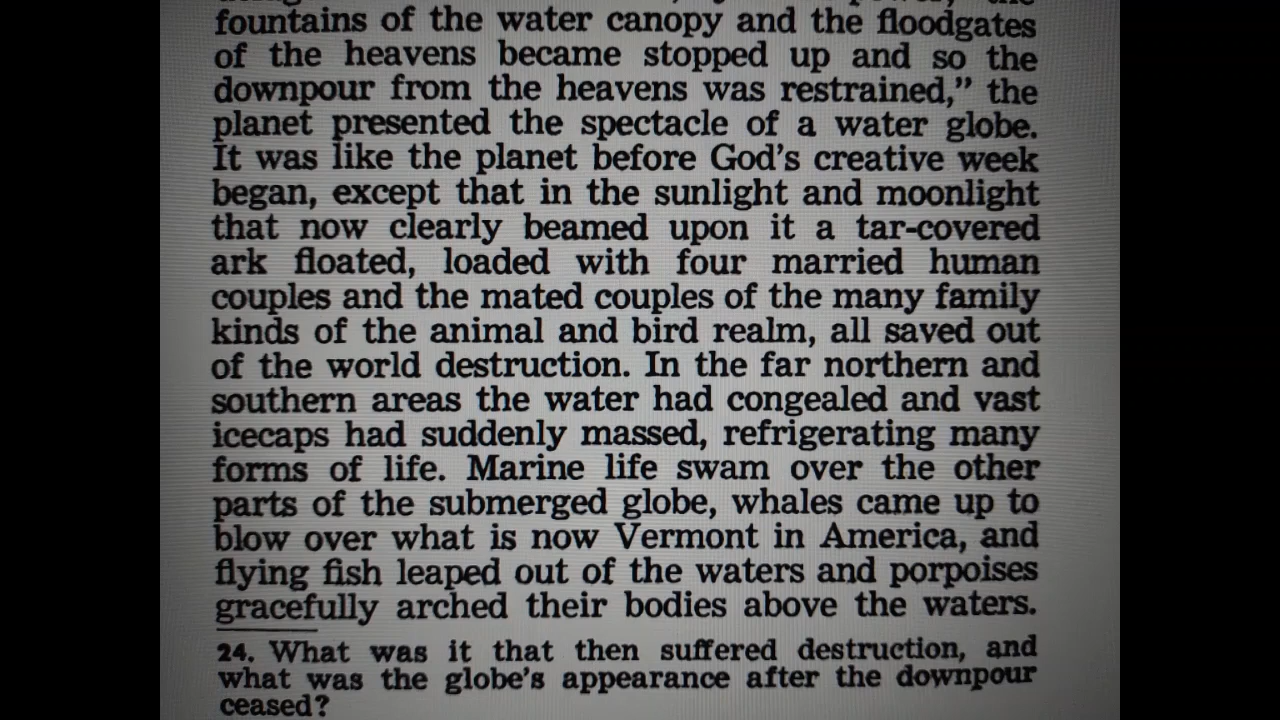 fountains of the water canopy and the floodgates
of the heavens became stopped up and so the
downpour from the heavens was restrained,” the
planet presented the spectacle of a water globe.
It was like the planet before God’s creative week
began, except that in the sunlight and moonlight
that now clearly beamed upon it a tar-covered
ark floated, loaded with four married human
couples and the mated couples of the many family
kinds of the animal and bird realm, all saved out
of the world destruction. In the far northern and
southern areas the water had congealed and vast
icecaps had suddenly massed, refrigerating many
forms of life. Marine life swam over the other
parts of the submerged globe, whales came up to
blow over what is now Vermont in America, and
flying fish leaped out of the waters and porpoises
gracefully arched their bodies above the waters.
24. What was it that then suffered destruction, and
what was the globe’s appearance after the downpour
ceased?